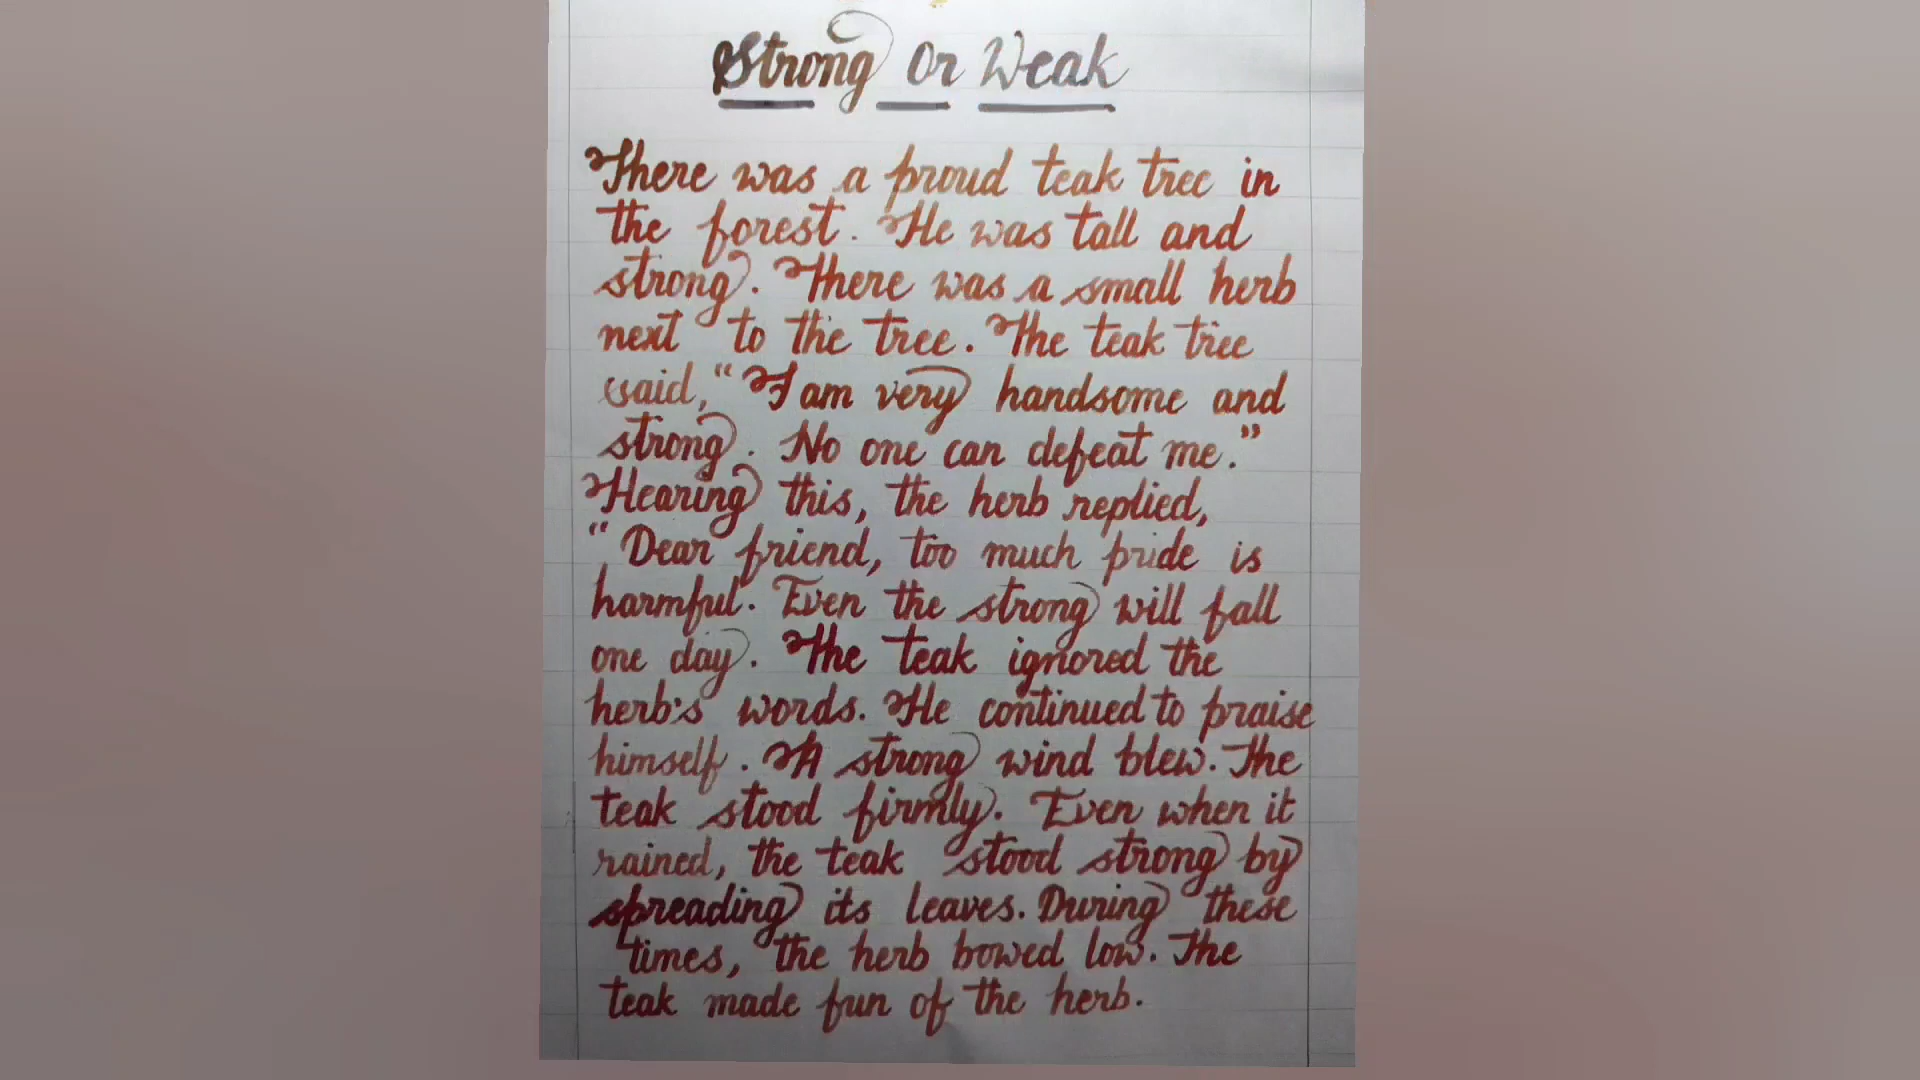 Strong Or Weak
There was a proud teak tree in
the forest. He was tall and
strong. There was a small herb
next to the tree. The teak tree
said, “I am very handsome and
strong. No one can defeat me.”
Hearing this, the herb replied,
“Dear friend, too much pride is
harmful. Even the strong will fall
one day. The teak ignored the
herb's words. He continued to praise
himself. A strong wind blew. The
teak stood firmly. Even when it
rained, the teak stood strong by
spreading its leaves. During these
times, the herb bowed low. The
teak made fun of the herb.